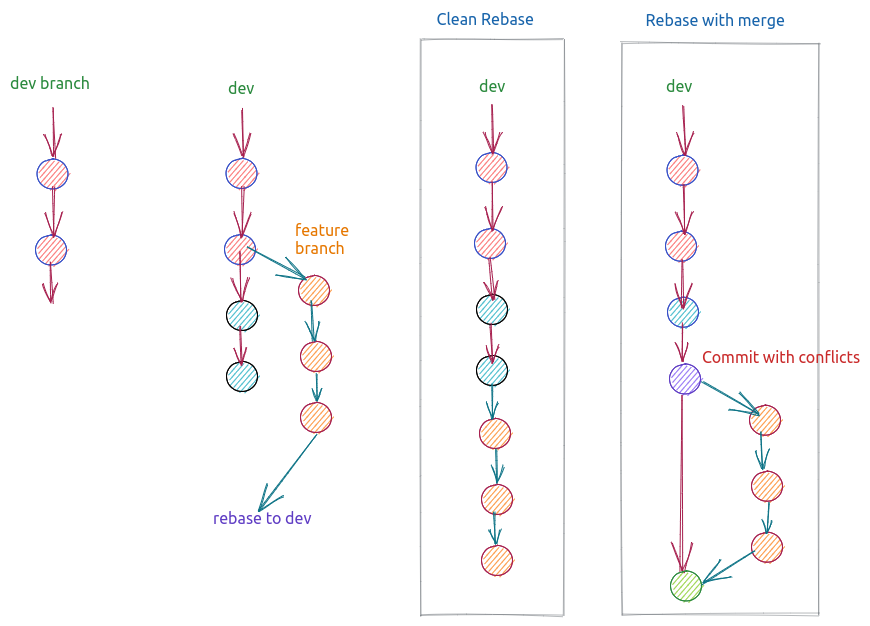 Clean Rebase
Rebase with merge
dev branch
dev
dev
dev
feature
branch
Commit with conflicts
rebase to dev